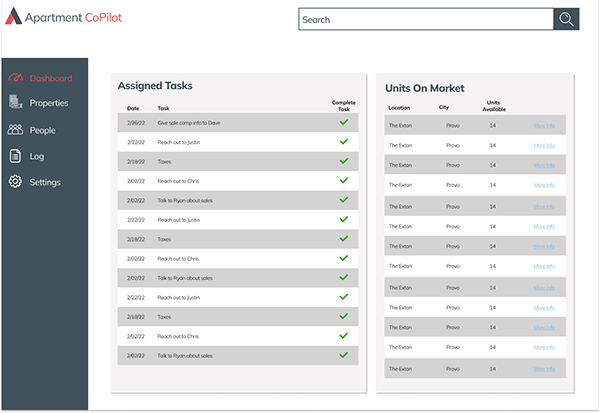 Apartment CoPilot
Search
Dashboard
Properties
People
Log
Settings
Assigned Tasks
Date Task Complete Task
2/26/22 Give sale comp info to Dave
2/22/22 Reach out to Justin
2/18/22 Taxes
2/02/22 Reach out to Chris
2/02/22 Talk to Ryan about sales
2/22/22 Reach out to Justin
2/18/22 Taxes
2/02/22 Reach out to Chris
2/02/22 Talk to Ryan about sales
2/22/22 Reach out to Justin
2/18/22 Taxes
2/02/22 Reach out to Chris
2/02/22 Talk to Ryan about sales
Units On Market
Location City Units Available
The Exton Provo 14 More Info
The Exton Provo 14 More Info
The Exton Provo 14 More Info
The Exton Provo 14 More Info
The Exton Provo 14 More Info
The Exton Provo 14 More Info
The Exton Provo 14 More Info
The Exton Provo 14 More Info
The Exton Provo 14 More Info
The Exton Provo 14 More Info
The Exton Provo 14 More Info
The Exton Provo 14 More Info
The Exton Provo 14 More Info